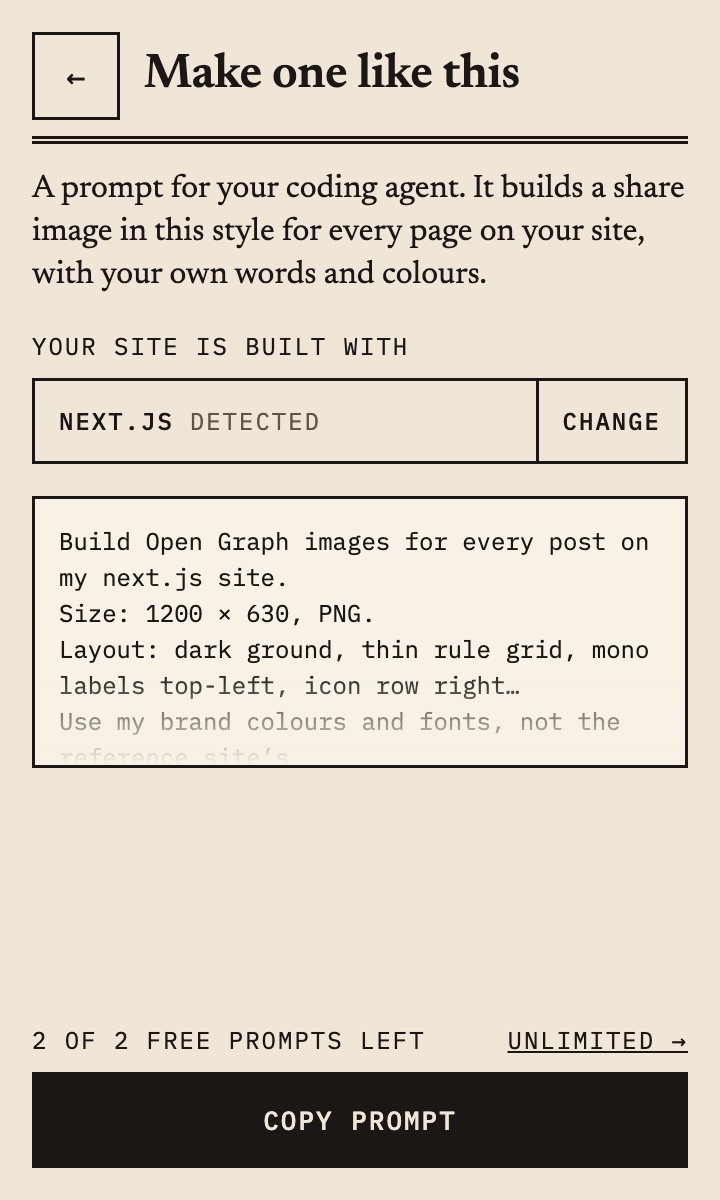 ←
Make one like this
A prompt for your coding agent. It builds a share
image in this style for every page on your site,
with your own words and colours.
YOUR SITE IS BUILT WITH
NEXT.JS DETECTED
CHANGE
Build Open Graph images for every post on
my next.js site.
Size: 1200 × 630, PNG.
Layout: dark ground, thin rule grid, mono
labels top-left, icon row right…
Use my brand colours and fonts, not the
reference site’s
2 OF 2 FREE PROMPTS LEFT
UNLIMITED →
COPY PROMPT